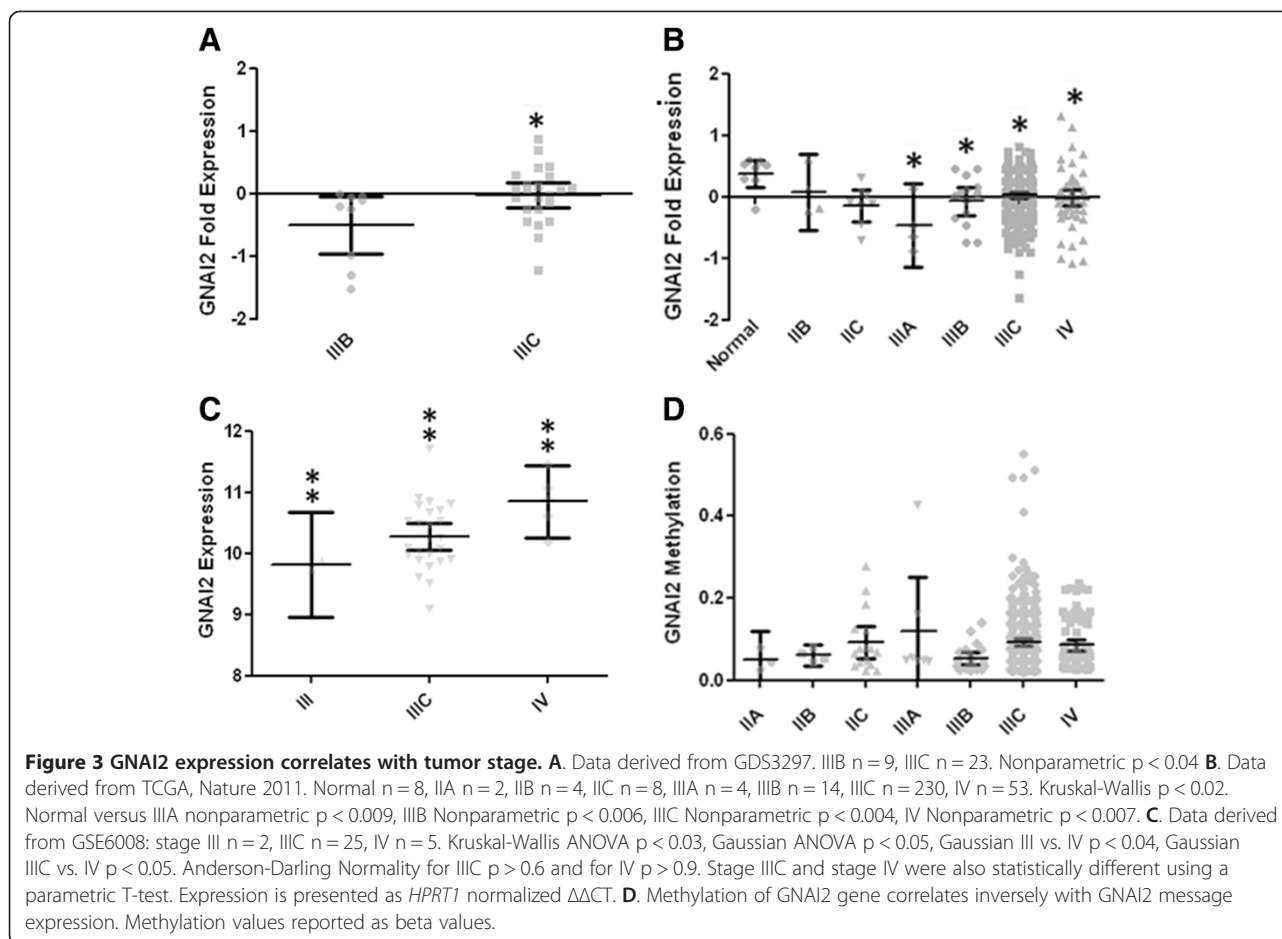 A
GNAI2 Fold Expression
2
1
0
-1
-2
*
IIIB
IIIC
B
GNAI2 Fold Expression
2
1
0
-1
-2
* * * *
Normal
IIB
IIC
IIIA
IIIB
IIIC
IV
C
GNAI2 Expression
12
11
10
9
8
** ** **
III
IIIC
IV
D
GNAI2 Methylation
0.6
0.4
0.2
0.0
IIA
IIB
IIC
IIIA
IIIB
IIIC
IV
Figure 3 GNAI2 expression correlates with tumor stage. A. Data derived from GDS3297. IIIB n = 9, IIIC n = 23. Nonparametric p < 0.04 B. Data
derived from TCGA, Nature 2011. Normal n = 8, IIA n = 2, IIB n = 4, IIC n = 8, IIIA n = 4, IIIB n = 14, IIIC n = 230, IV n = 53. Kruskal-Wallis p < 0.02.
Normal versus IIIA nonparametric p < 0.009, IIIB Nonparametric p < 0.006, IIIC Nonparametric p < 0.004, IV Nonparametric p < 0.007. C. Data derived
from GSE6008: stage III n = 2, IIIC n = 25, IV n = 5. Kruskal-Wallis ANOVA p < 0.03, Gaussian ANOVA p < 0.05, Gaussian III vs. IV p < 0.04, Gaussian
IIIC vs. IV p < 0.05. Anderson-Darling Normality for IIIC p > 0.6 and for IV p > 0.9. Stage IIIC and stage IV were also statistically different using a
parametric T-test. Expression is presented as HPRT1 normalized ΔΔCT. D. Methylation of GNAI2 gene correlates inversely with GNAI2 message
expression. Methylation values reported as beta values.